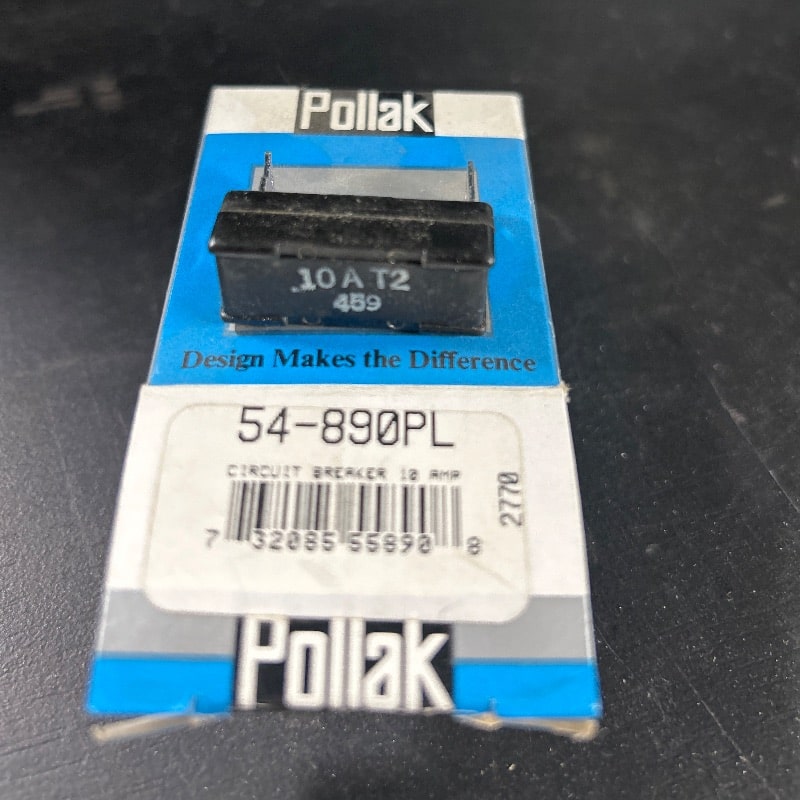 Pollak
10 A T2
459
Design Makes the Difference
54-890PL
CIRCUIT BREAKER 10 AMP
2770
7 32085 55890 8
Pollak